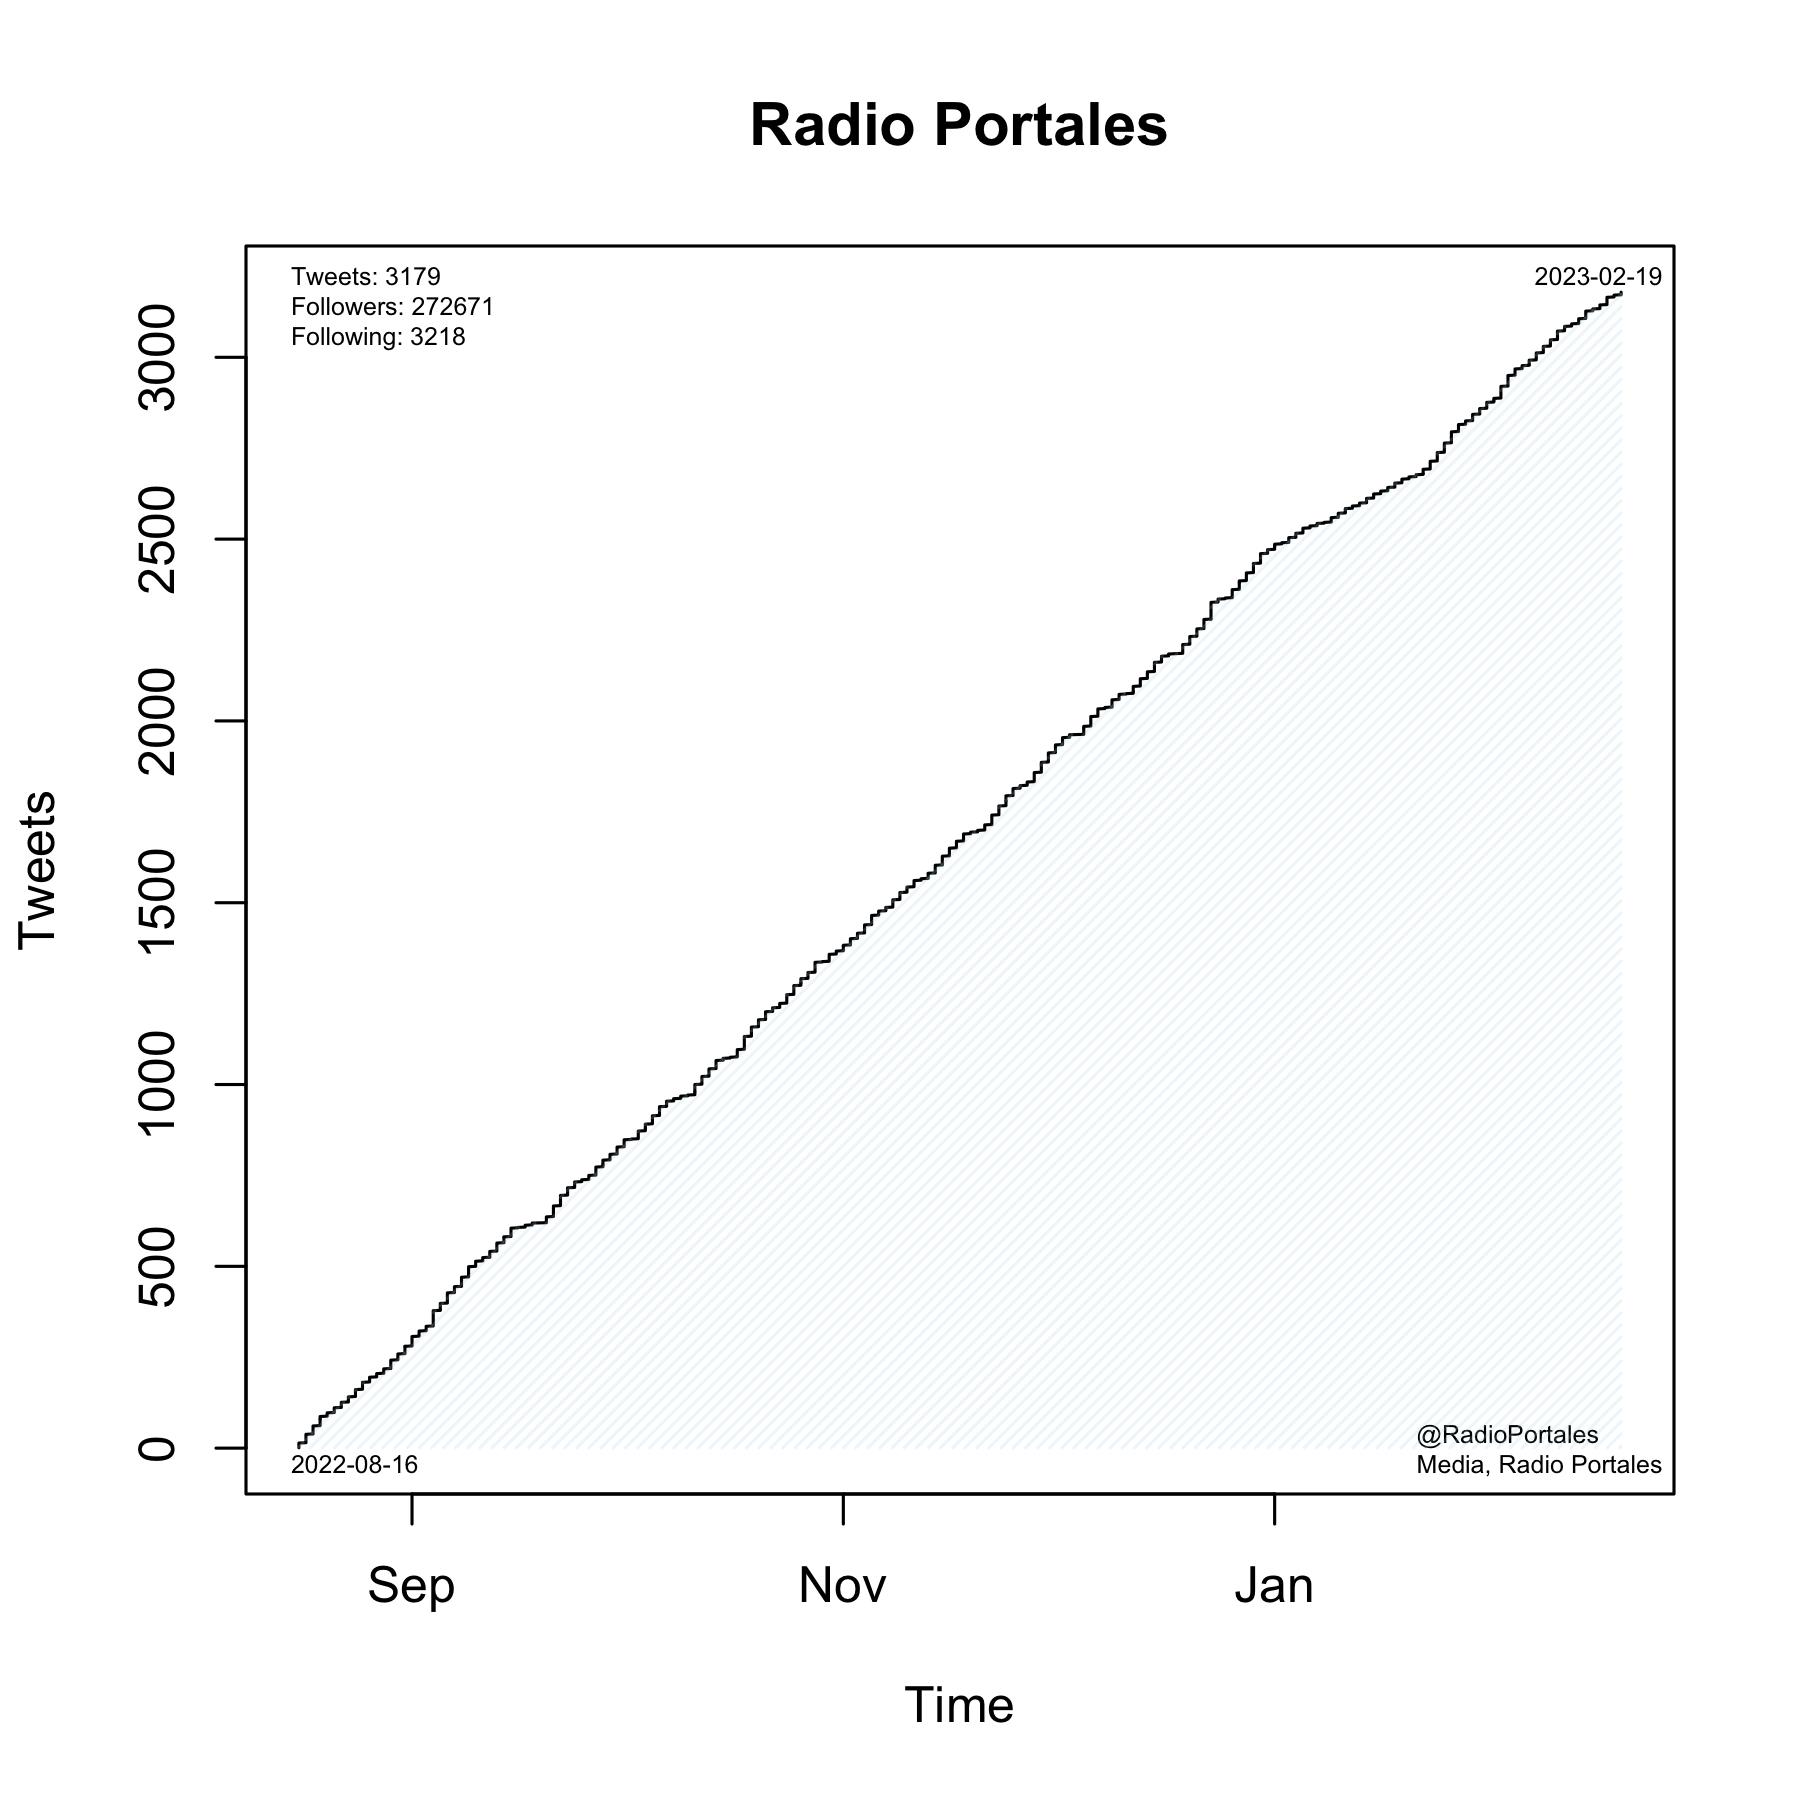 Radio Portales
Tweets: 3179
Followers: 272671
Following: 3218
2023-02-19
3000
2500
2000
1500
1000
500
0
Tweets
@RadioPortales
Media, Radio Portales
2022-08-16
Sep
Nov
Jan
Time